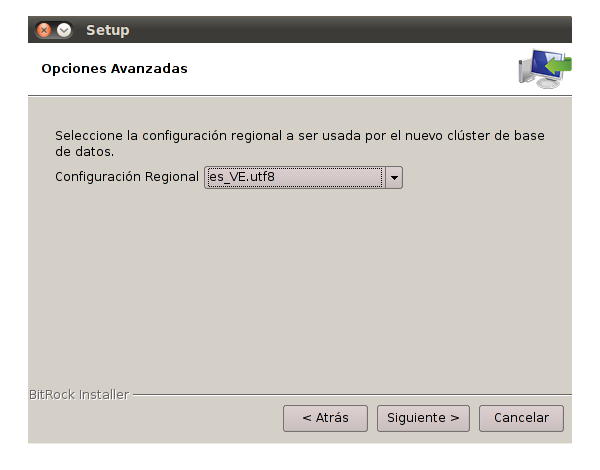 Setup
Opciones Avanzadas
Seleccione la configuración regional a ser usada por el nuevo clúster de base
de datos.
Configuración Regional es_VE.utf8
BitRock Installer
< Atrás Siguiente > Cancelar